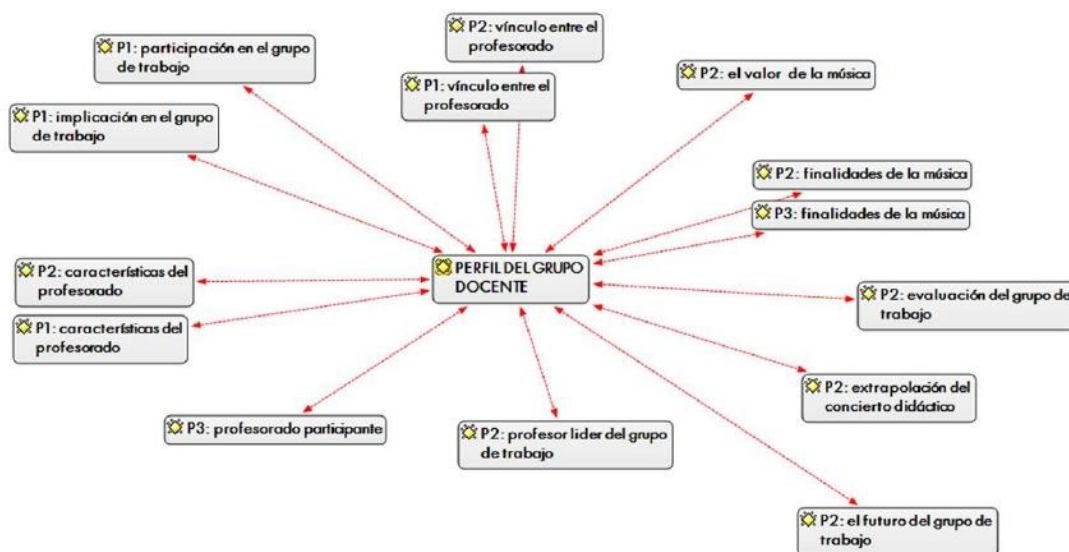 P2: vínculo entre el
profesorado
P1: participación en el grupo
de trabajo
P1: vínculo entre el
profesorado
P2: el valor de la música
P1: implicación en el grupo
de trabajo
P2: finalidades de la música
P3: finalidades de la música
PERFIL DEL GRUPO
DOCENTE
P2: características del
profesorado
P1: características del
profesorado
P2: evaluación del grupo de
trabajo
P2: extrapolación del
concierto didáctico
P3: profesorado participante
P2: profesor lider del grupo
de trabajo
P2: el futuro del grupo de
trabajo